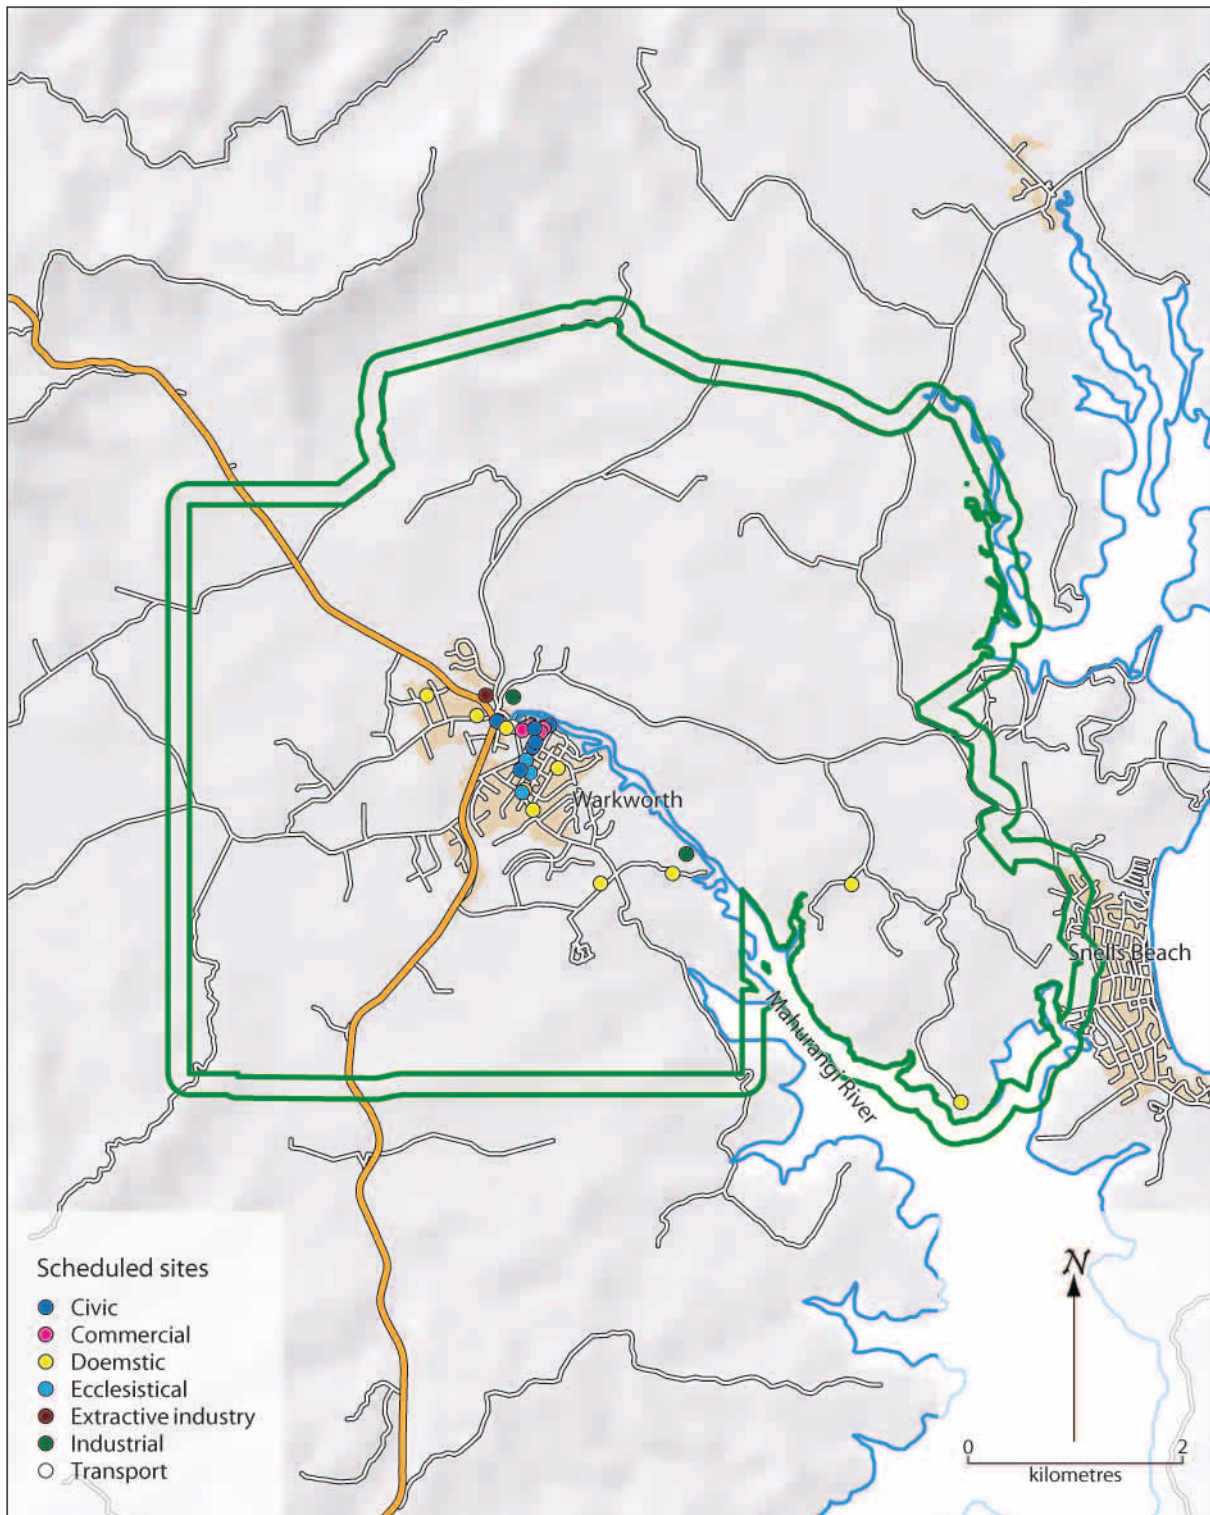 Warkworth
Snells Beach
Mahurangi River
Scheduled sites
Civic
Commercial
Doemstic
Ecclesistical
Extractive industry
Industrial
Transport
N
0 2
kilometres